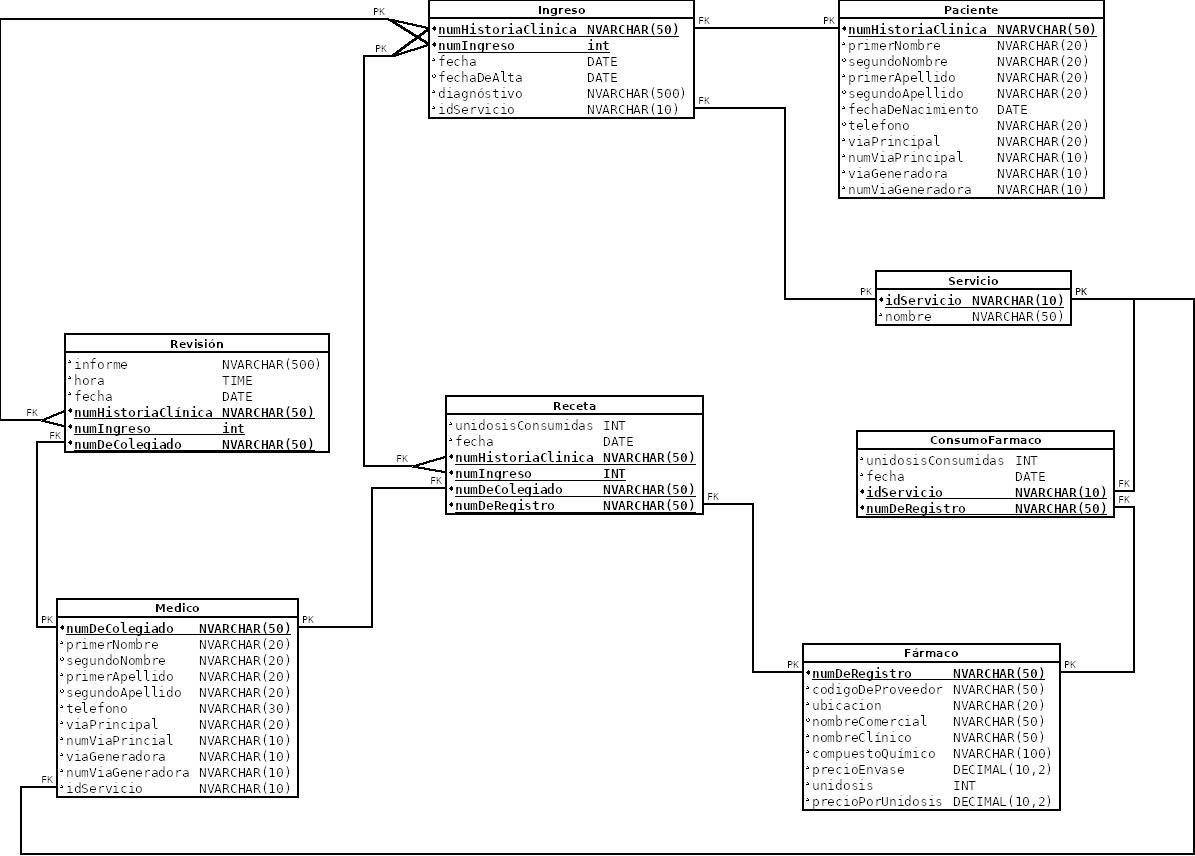 Ingreso
PK
FK
numHistoriaClinica NVARCHAR(50)
numIngreso int
PK
fecha DATE
fechaDeAlta DATE
diagnóstivo NVARCHAR(500)
FK
idServicio NVARCHAR(10)
Paciente
PK
numHistoriaClinica NVARVCHAR(50)
primerNombre NVARCHAR(20)
segundoNombre NVARCHAR(20)
primerApellido NVARCHAR(20)
segundoApellido NVARCHAR(20)
fechaDeNacimiento DATE
telefono NVARCHAR(20)
viaPrincipal NVARCHAR(20)
numViaPrincipal NVARCHAR(10)
viaGeneradora NVARCHAR(10)
numViaGeneradora NVARCHAR(10)
Servicio
PK
PK
idServicio NVARCHAR(10)
nombre NVARCHAR(50)
Revisión
informe NVARCHAR(500)
hora TIME
fecha DATE
FK
numHistoriaClínica NVARCHAR(50)
numIngreso int
FK
numDeColegiado NVARCHAR(50)
Receta
unidosisConsumidas INT
fecha DATE
FK
numHistoriaClinica NVARCHAR(50)
numIngreso INT
FK
numDeColegiado NVARCHAR(50)
FK
numDeRegistro NVARCHAR(50)
ConsumoFarmaco
unidosisConsumidas INT
fecha DATE
FK
idServicio NVARCHAR(10)
FK
numDeRegistro NVARCHAR(50)
Medico
PK
PK
numDeColegiado NVARCHAR(50)
primerNombre NVARCHAR(20)
segundoNombre NVARCHAR(20)
primerApellido NVARCHAR(20)
segundoApellido NVARCHAR(20)
telefono NVARCHAR(30)
viaPrincipal NVARCHAR(20)
numViaPrincial NVARCHAR(10)
viaGeneradora NVARCHAR(10)
numViaGeneradora NVARCHAR(10)
FK
idServicio NVARCHAR(10)
Fármaco
PK
PK
numDeRegistro NVARCHAR(50)
codigoDeProveedor NVARCHAR(50)
ubicacion NVARCHAR(20)
nombreComercial NVARCHAR(50)
nombreClínico NVARCHAR(50)
compuestoQuímico NVARCHAR(100)
precioEnvase DECIMAL(10,2)
unidosis INT
precioPorUnidosis DECIMAL(10,2)